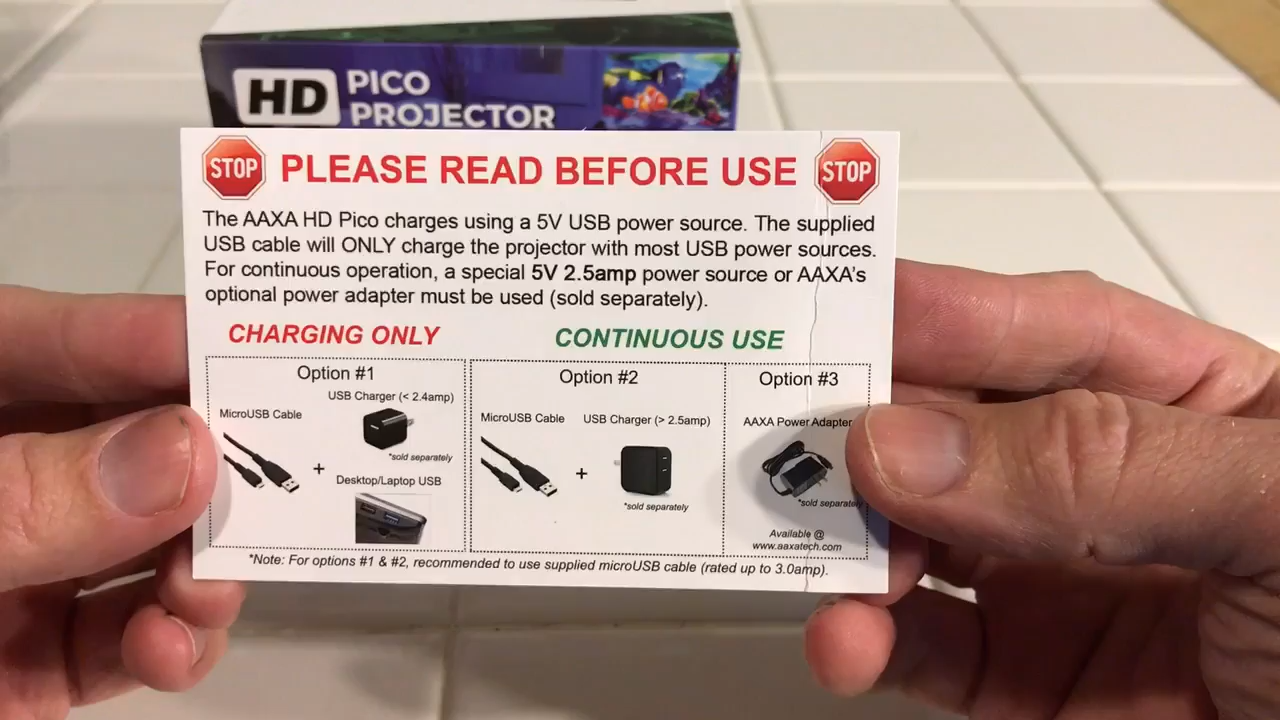 HD PICO
PROJECTOR
STOP PLEASE READ BEFORE USE STOP
The AAXA HD Pico charges using a 5V USB power source. The supplied
USB cable will ONLY charge the projector with most USB power sources.
For continuous operation, a special 5V 2.5amp power source or AAXA's
optional power adapter must be used (sold separately).
CHARGING ONLY
CONTINUOUS USE
Option #1
MicroUSB Cable
+
USB Charger (< 2.4amp)
*sold separately
Desktop/Laptop USB
Option #2
MicroUSB Cable
+
USB Charger (> 2.5amp)
*sold separately
Option #3
AAXA Power Adapter
*sold separately
Available @
www.aaxatech.com
*Note: For options #1 & #2, recommended to use supplied microUSB cable (rated up to 3.0amp).